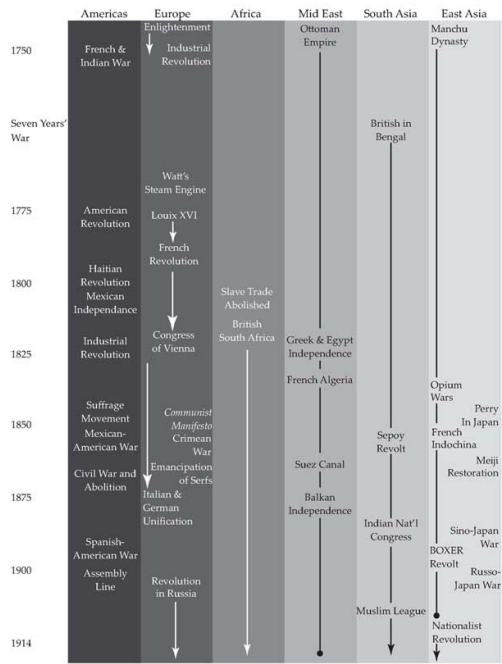 Americas
Europe
Africa
Mid East
South Asia
East Asia
1750
Seven Years'
War
1775
1800
1825
1850
1875
1900
1914
French &
Indian War
American
Revolution
Haitian
Revolution
Mexican
Independance
Industrial
Revolution
Suffrage
Movement
Mexican-
American War
Civil War and
Abolition
Spanish-
American War
Assembly
Line
Enlightenment
Industrial
Revolution
Watt's
Steam Engine
Louix XVI
French
Revolution
Congress
of Vienna
Communist
Manifesto
Crimean
War
Emancipation
of Serfs
Italian &
German
Unification
Revolution
in Russia
Slave Trade
Abolished
British
South Africa
Ottoman
Empire
Greek & Egypt
Independence
French Algeria
Suez Canal
Balkan
Independence
British in
Bengal
Sepoy
Revolt
Indian Nat'l
Congress
Muslim League
Manchu
Dynasty
Opium
Wars
Perry
In Japan
French
Indochina
Meiji
Restoration
Sino-Japan
War
BOXER
Revolt
Russo-
Japan War
Nationalist
Revolution